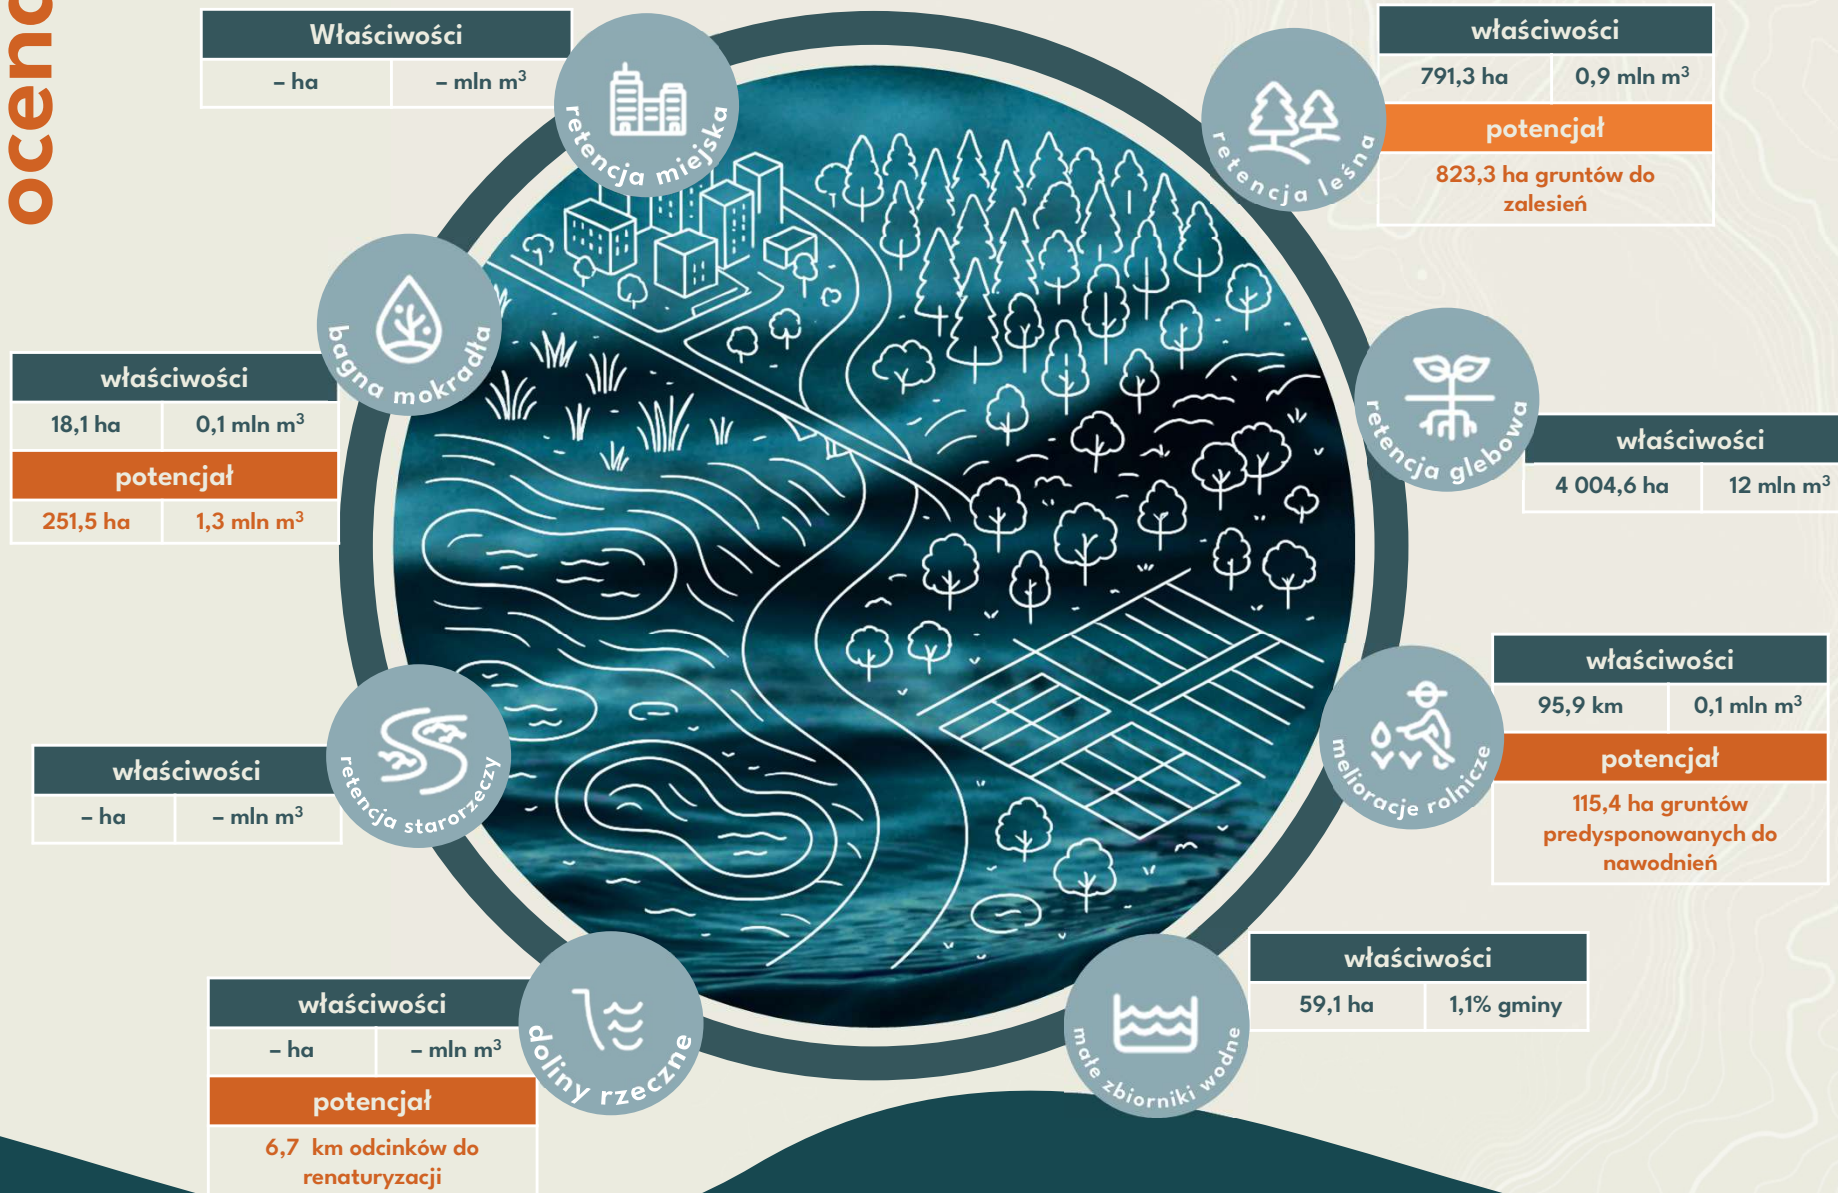 ocena
Właściwości
– ha – mln m³
retencja miejska
właściwości
791,3 ha 0,9 mln m³
potencjał
823,3 ha gruntów do
zalesień
retencja leśna
bagna mokradła
właściwości
18,1 ha 0,1 mln m³
potencjał
251,5 ha 1,3 mln m³
retencja glebowa
właściwości
4 004,6 ha 12 mln m³
właściwości
95,9 km 0,1 mln m³
potencjał
115,4 ha gruntów
predysponowanych do
nawodnień
melioracje rolnicze
retencja starorzeczy
właściwości
– ha – mln m³
właściwości
59,1 ha 1,1% gminy
małe zbiorniki wodne
właściwości
– ha – mln m³
potencjał
6,7 km odcinków do
renaturyzacji
doliny rzeczne